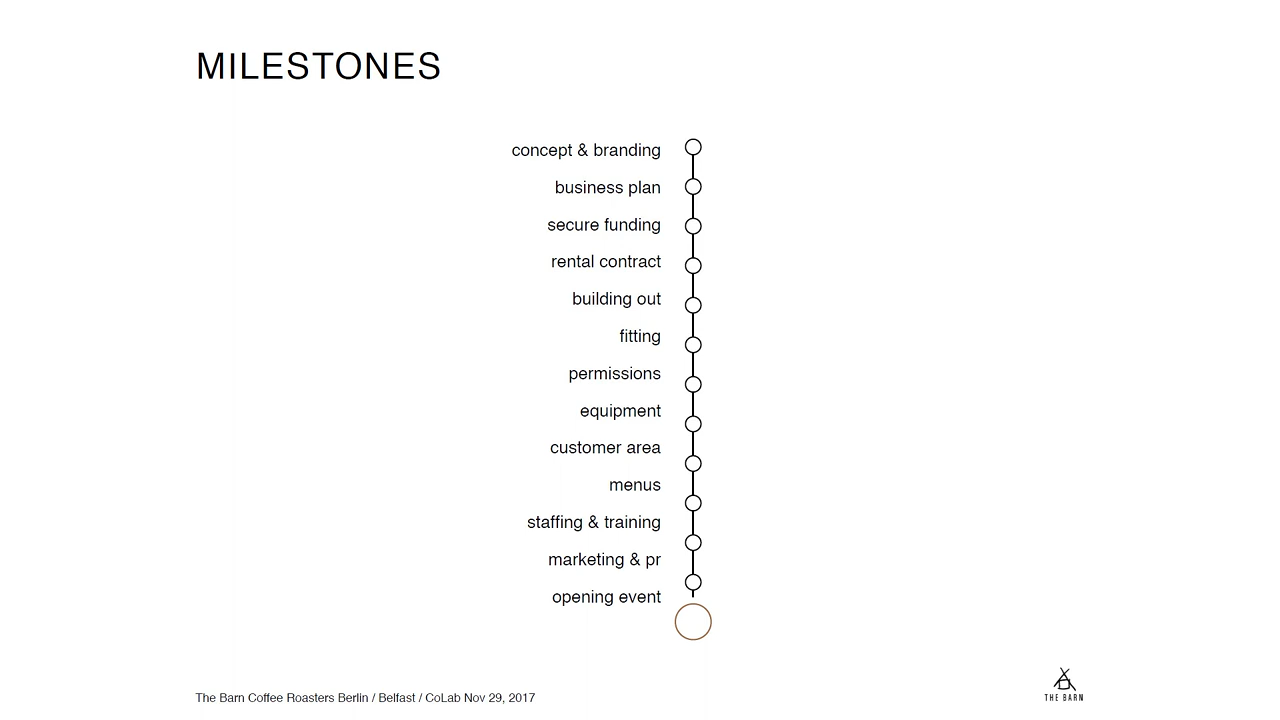 MILESTONES
concept & branding
business plan
secure funding
rental contract
building out
fitting
permissions
equipment
customer area
menus
staffing & training
marketing & pr
opening event
The Barn Coffee Roasters Berlin / Belfast / CoLab Nov 29, 2017
THE BARN